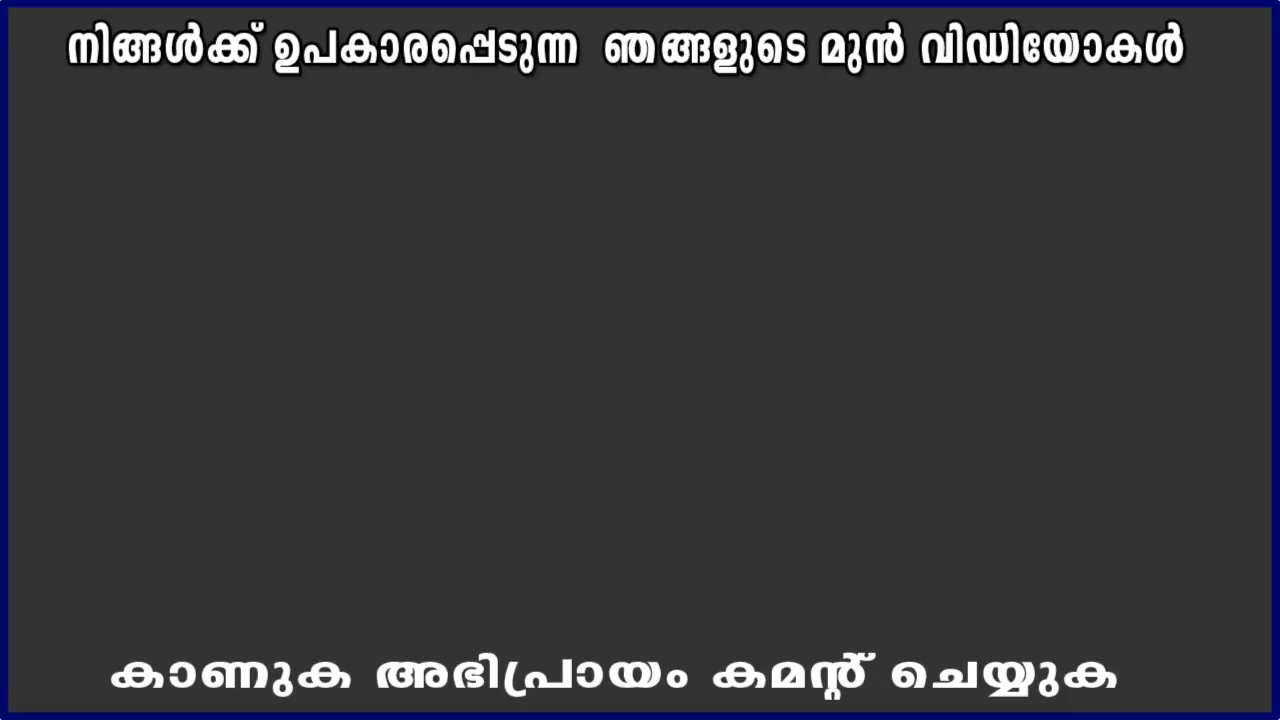 നിങ്ങൾക്ക് ഉപകാരപ്പെടുന്ന ഞങ്ങളുടെ മുൻ വിഡിയോകൾ
കാണുക അഭിപ്രായം കമന്റ് ചെയ്യുക